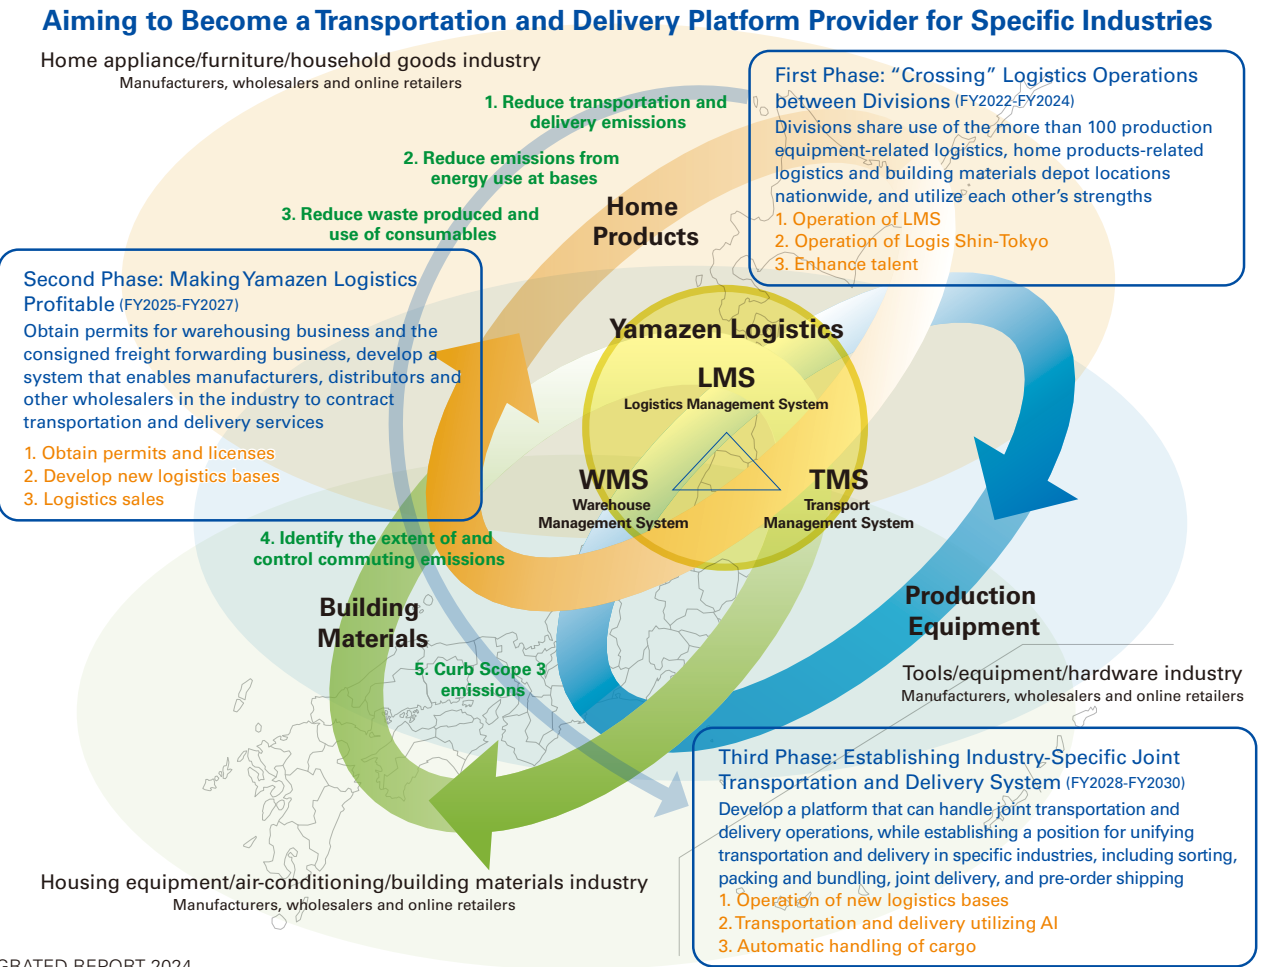 Aiming to Become a Transportation and Delivery Platform Provider for Specific Industries
Home appliance/furniture/household goods industry
Manufacturers, wholesalers and online retailers
1. Reduce transportation and
delivery emissions
2. Reduce emissions from
energy use at bases
3. Reduce waste produced and
use of consumables
Home
Products
First Phase: “Crossing” Logistics Operations
between Divisions (FY2022-FY2024)
Divisions share use of the more than 100 production
equipment-related logistics, home products-related
logistics and building materials depot locations
nationwide, and utilize each other’s strengths
1. Operation of LMS
2. Operation of Logis Shin-Tokyo
3. Enhance talent
Second Phase: Making Yamazen Logistics
Profitable (FY2025-FY2027)
Obtain permits for warehousing business and the
consigned freight forwarding business, develop a
system that enables manufacturers, distributors and
other wholesalers in the industry to contract
transportation and delivery services
1. Obtain permits and licenses
2. Develop new logistics bases
3. Logistics sales
Yamazen Logistics
LMS
Logistics Management System
WMS
Warehouse
Management System
TMS
Transport
Management System
4. Identify the extent of and
control commuting emissions
Building
Materials
5. Curb Scope 3
emissions
Production
Equipment
Tools/equipment/hardware industry
Manufacturers, wholesalers and online retailers
Third Phase: Establishing Industry-Specific Joint
Transportation and Delivery System (FY2028-FY2030)
Develop a platform that can handle joint transportation and
delivery operations, while establishing a position for unifying
transportation and delivery in specific industries, including sorting,
packing and bundling, joint delivery, and pre-order shipping
1. Operation of new logistics bases
2. Transportation and delivery utilizing AI
3. Automatic handling of cargo
Housing equipment/air-conditioning/building materials industry
Manufacturers, wholesalers and online retailers
GRATED REPORT 2024